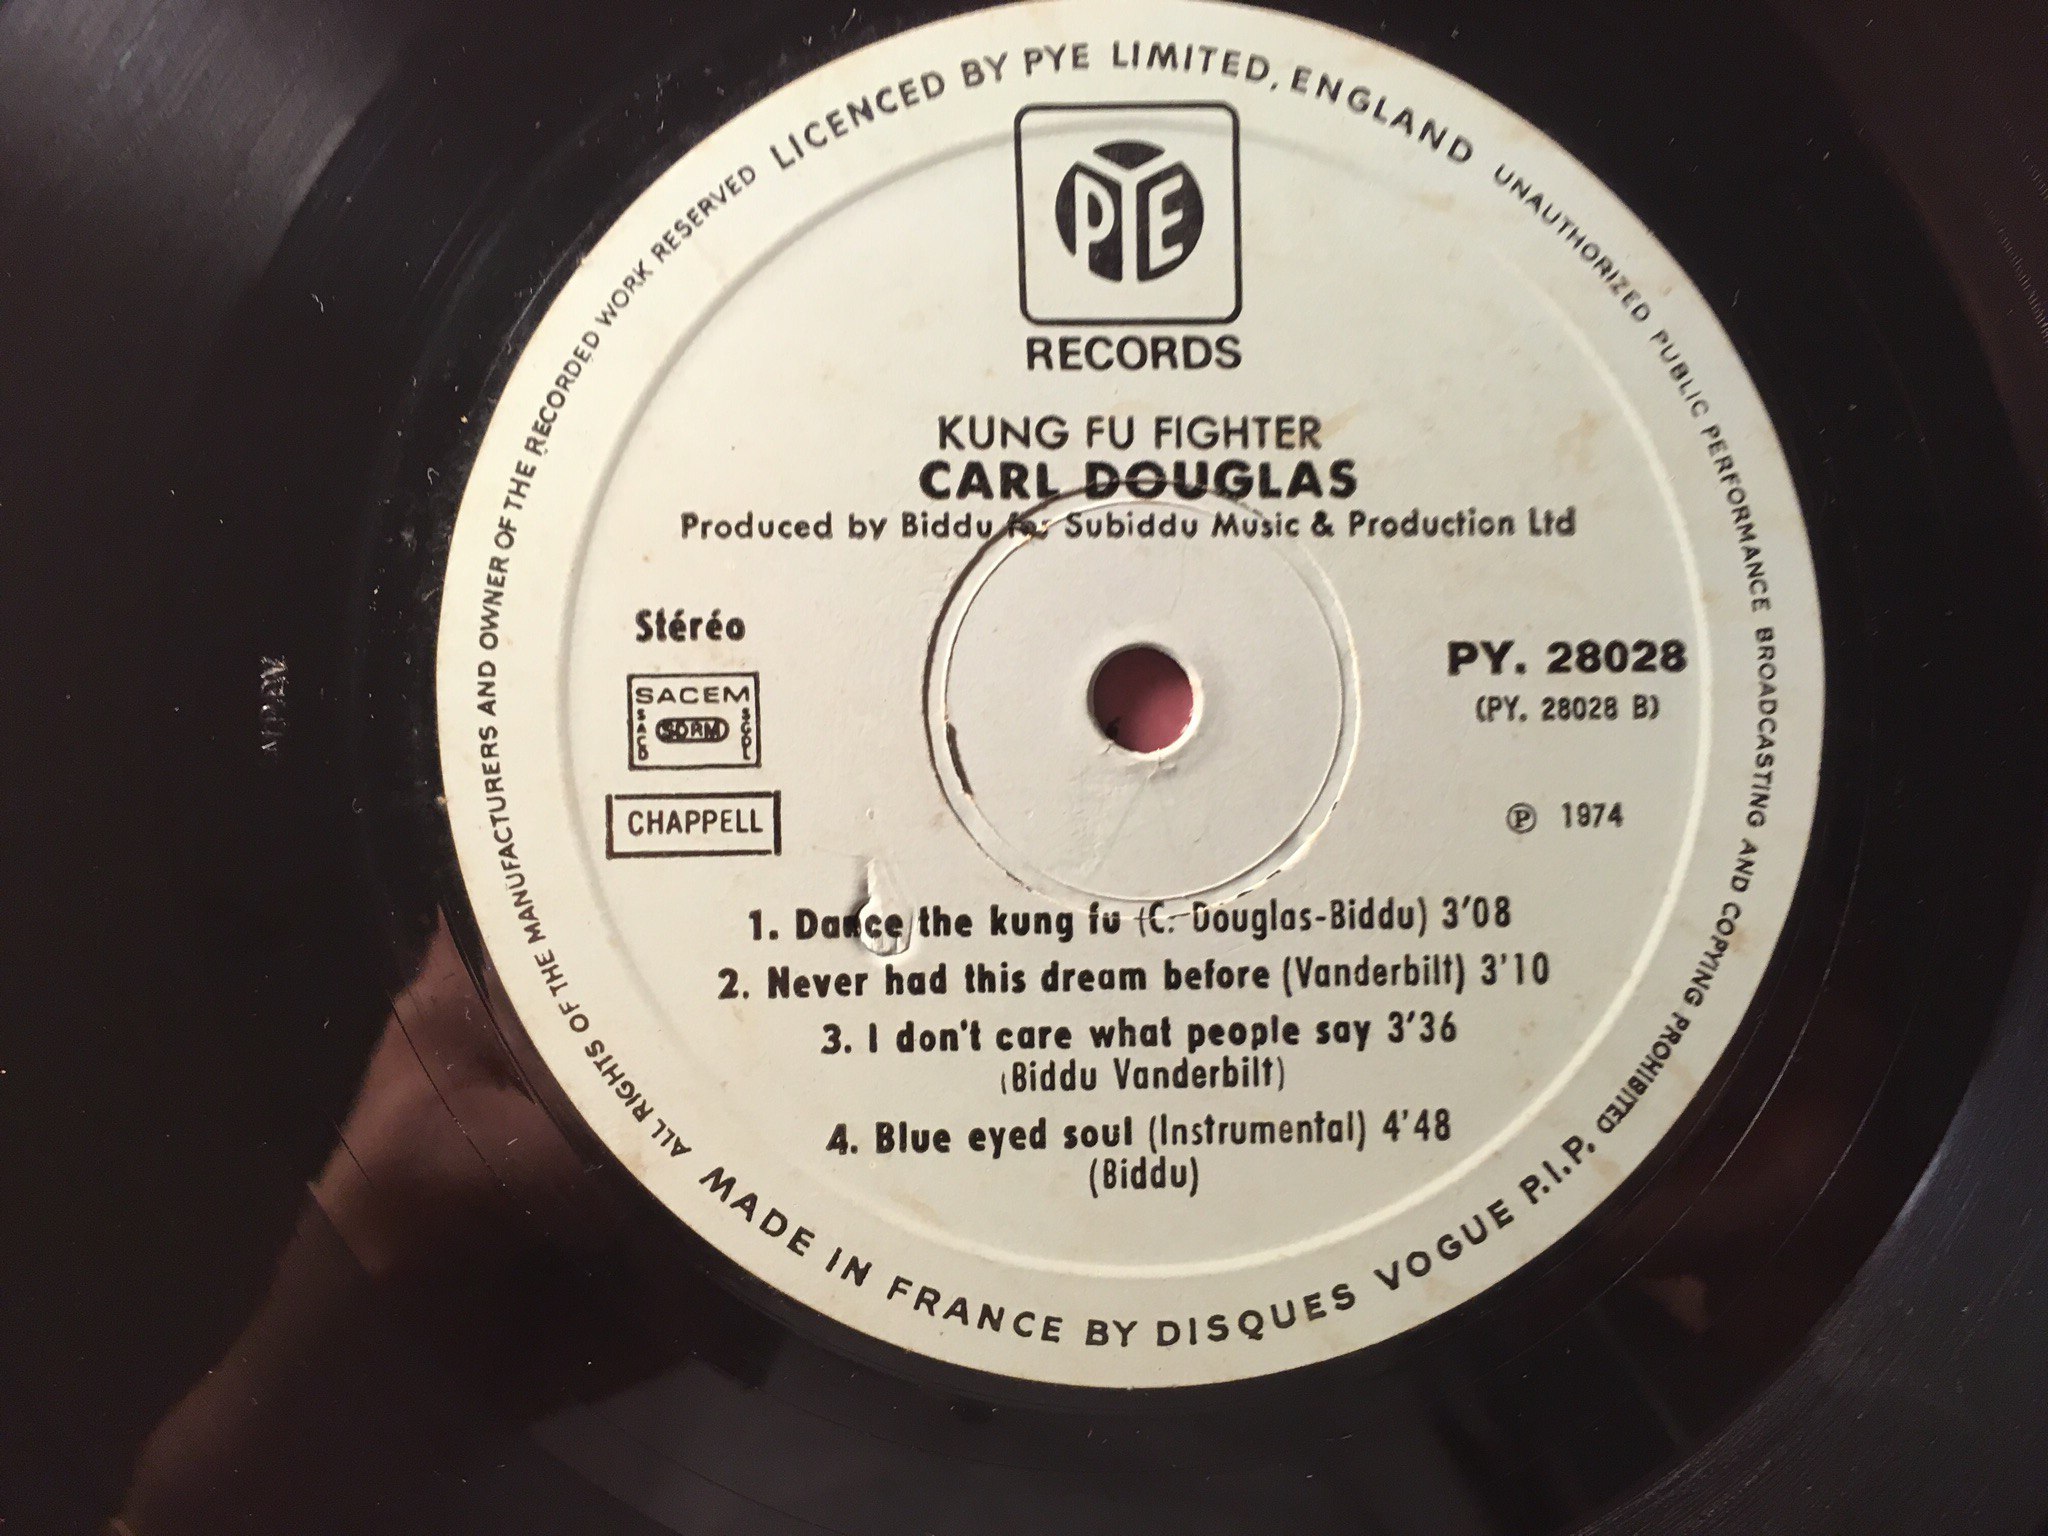 LICENCED BY PYE LIMITED, ENGLAND
UNAUTHORIZED PUBLIC PERFORMANCE BROADCASTING AND COPYING PROHIBITED
PYE
RECORDS
KUNG FU FIGHTER
CARL DOUGLAS
Produced by Biddu for Subiddu Music & Production Ltd
Stéréo
SACEM
SACD SDRM SGDL
CHAPPELL
PY. 28028
(PY. 28028 B)
℗ 1974
1. Dance the kung fu (C. Douglas-Biddu) 3'08
2. Never had this dream before (Vanderbilt) 3'10
3. I don't care what people say 3'36
(Biddu Vanderbilt)
4. Blue eyed soul (Instrumental) 4'48
(Biddu)
ALL RIGHTS OF THE MANUFACTURERS AND OWNER OF THE RECORDED WORK RESERVED
MADE IN FRANCE BY DISQUES VOGUE P.I.P.